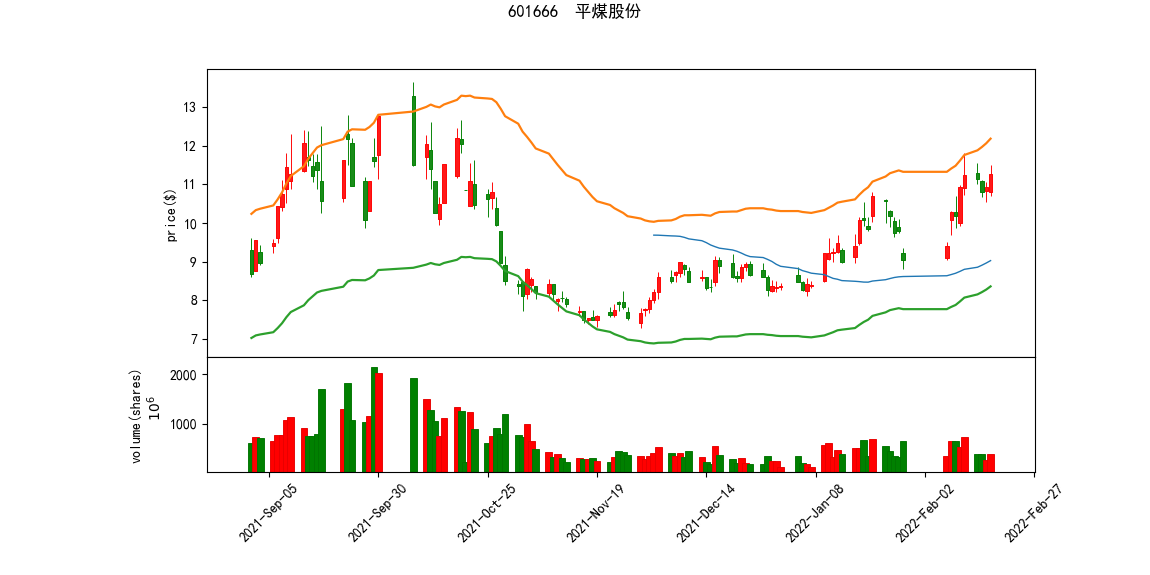 601666  平煤股份
price($)
13
12
11
10
9
8
7
volume(shares)
10^6
2000
1000
2021-Sep-05
2021-Sep-30
2021-Oct-25
2021-Nov-19
2021-Dec-14
2022-Jan-08
2022-Feb-02
2022-Feb-27